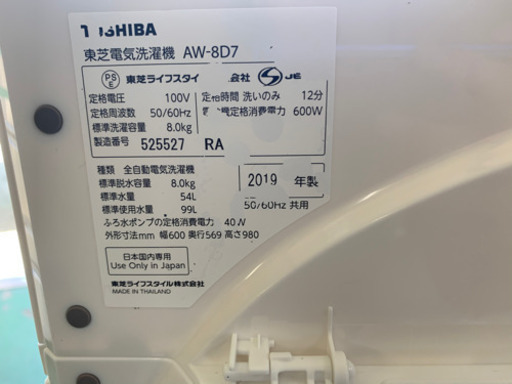 TOSHIBA
東芝電気洗濯機 AW-8D7
PS E 東芝ライフスタイ 会社 JE
定格電圧 100V
定格時間 洗いのみ 12分
定格周波数 50/60Hz
定格消費電力 600W
標準洗濯容量 8.0kg
製造番号 525527 RA
種類 全自動電気洗濯機
標準脱水容量 8.0kg
2019 年製
標準水量 54L
標準使用水量 99L
50/60Hz 共用
ふろ水ポンプの定格消費電力 40W
外形寸法mm 幅600 奥行569 高さ980
日本国内専用
Use Only in Japan
東芝ライフスタイル株式会社
MADE IN THAILAND